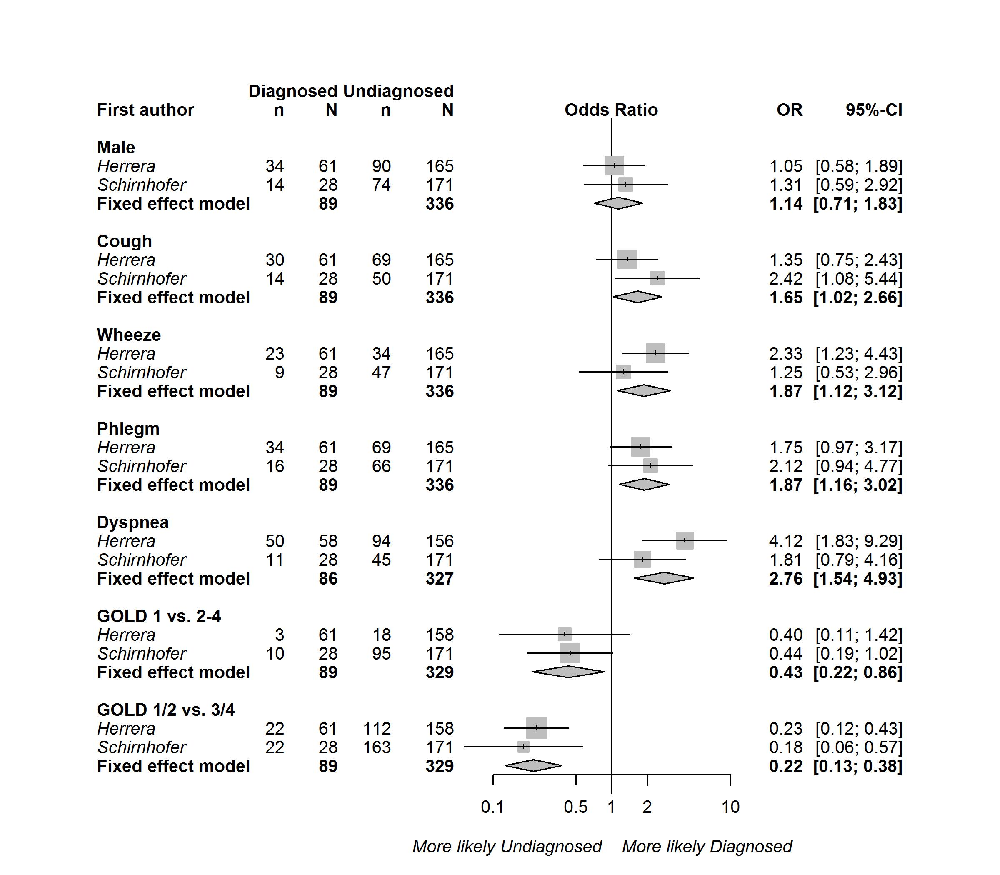 Diagnosed Undiagnosed
First author n N n N Odds Ratio OR 95%-CI
Male
Herrera 34 61 90 165 1.05 [0.58; 1.89]
Schirnhofer 14 28 74 171 1.31 [0.59; 2.92]
Fixed effect model 89 336 1.14 [0.71; 1.83]
Cough
Herrera 30 61 69 165 1.35 [0.75; 2.43]
Schirnhofer 14 28 50 171 2.42 [1.08; 5.44]
Fixed effect model 89 336 1.65 [1.02; 2.66]
Wheeze
Herrera 23 61 34 165 2.33 [1.23; 4.43]
Schirnhofer 9 28 47 171 1.25 [0.53; 2.96]
Fixed effect model 89 336 1.87 [1.12; 3.12]
Phlegm
Herrera 34 61 69 165 1.75 [0.97; 3.17]
Schirnhofer 16 28 66 171 2.12 [0.94; 4.77]
Fixed effect model 89 336 1.87 [1.16; 3.02]
Dyspnea
Herrera 50 58 94 156 4.12 [1.83; 9.29]
Schirnhofer 11 28 45 171 1.81 [0.79; 4.16]
Fixed effect model 86 327 2.76 [1.54; 4.93]
GOLD 1 vs. 2-4
Herrera 3 61 18 158 0.40 [0.11; 1.42]
Schirnhofer 10 28 95 171 0.44 [0.19; 1.02]
Fixed effect model 89 329 0.43 [0.22; 0.86]
GOLD 1/2 vs. 3/4
Herrera 22 61 112 158 0.23 [0.12; 0.43]
Schirnhofer 22 28 163 171 0.18 [0.06; 0.57]
Fixed effect model 89 329 0.22 [0.13; 0.38]
0.1 0.5 1 2 10
More likely Undiagnosed More likely Diagnosed